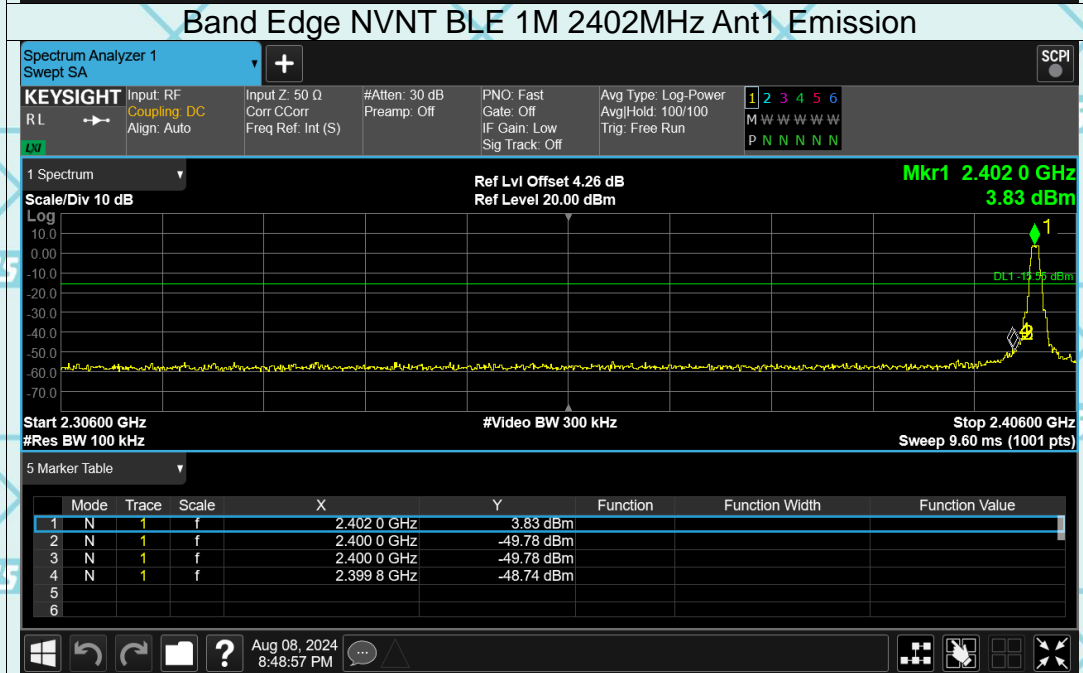 Band Edge NVNT BLE 1M 2402MHz Ant1 Emission
Spectrum Analyzer 1
Swept SA
SCPI
KEYSIGHT
R L
LXI
Input: RF
Coupling: DC
Align: Auto
Input Z: 50 Ω
Corr CCorr
Freq Ref: Int (S)
#Atten: 30 dB
Preamp: Off
PNO: Fast
Gate: Off
IF Gain: Low
Sig Track: Off
Avg Type: Log-Power
Avg|Hold: 100/100
Trig: Free Run
1 2 3 4 5 6
M W W W W W
P N N N N N
1 Spectrum
Scale/Div 10 dB
Ref Lvl Offset 4.26 dB
Ref Level 20.00 dBm
Mkr1 2.402 0 GHz
3.83 dBm
Log
10.0
0.00
-10.0
-20.0
-30.0
-40.0
-50.0
-60.0
-70.0
1
DL1 -15.55 dBm
Start 2.30600 GHz
#Res BW 100 kHz
#Video BW 300 kHz
Stop 2.40600 GHz
Sweep 9.60 ms (1001 pts)
5 Marker Table
Mode Trace Scale X Y Function Function Width Function Value
1 N 1 f 2.402 0 GHz 3.83 dBm
2 N 1 f 2.400 0 GHz -49.78 dBm
3 N 1 f 2.400 0 GHz -49.78 dBm
4 N 1 f 2.399 8 GHz -48.74 dBm
5
6
?
Aug 08, 2024
8:48:57 PM